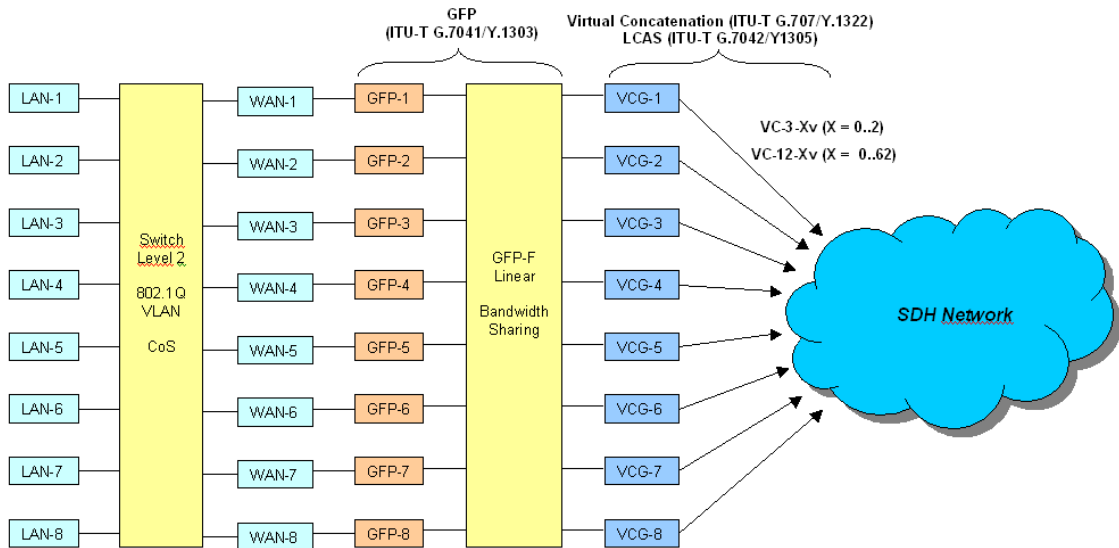 GFP
(ITU-T G.7041/Y.1303)
Virtual Concatenation (ITU-T G.707/Y.1322)
LCAS (ITU-T G.7042/Y1305)
LAN-1
WAN-1
GFP-1
VCG-1
VC-3-Xv (X = 0..2)
VC-12-Xv (X = 0..62)
LAN-2
WAN-2
GFP-2
VCG-2
LAN-3
WAN-3
GFP-3
VCG-3
Switch
Level 2
802.1Q
VLAN
CoS
GFP-F
Linear
Bandwidth
Sharing
LAN-4
WAN-4
GFP-4
VCG-4
SDH Network
LAN-5
WAN-5
GFP-5
VCG-5
LAN-6
WAN-6
GFP-6
VCG-6
LAN-7
WAN-7
GFP-7
VCG-7
LAN-8
WAN-8
GFP-8
VCG-8